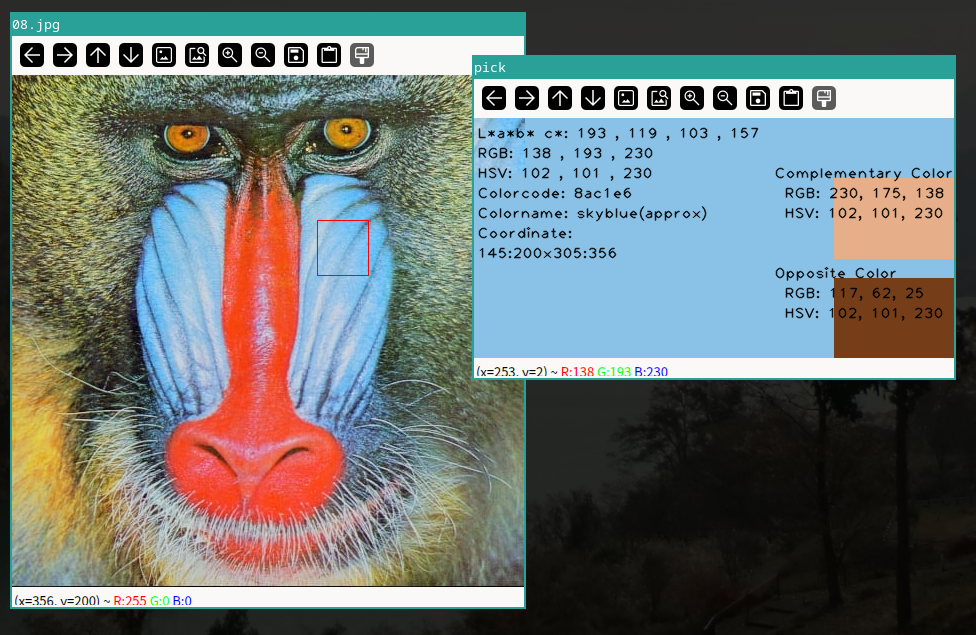 08.jpg
pick
L*a*b* c*: 193 , 119 , 103 , 157
RGB: 138 , 193 , 230
HSV: 102 , 101 , 230
Colorcode: 8ac1e6
Colorname: skyblue(approx)
Coordinate:
145:200x305:356
Complementary Color
RGB: 230, 175, 138
HSV: 102, 101, 230
Opposite Color
RGB: 117, 62, 25
HSV: 102, 101, 230
(x=253, y=2) ~ R:138 G:193 B:230
(x=356, y=200) ~ R:255 G:0 B:0